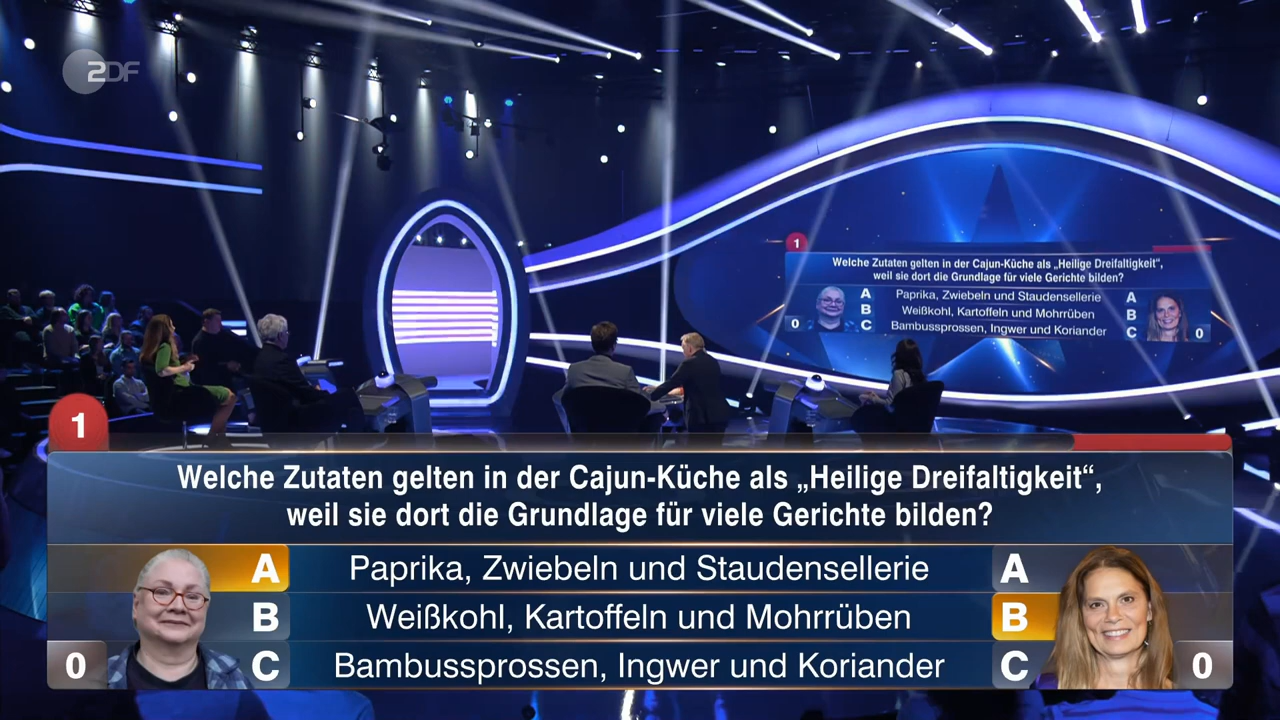 ZDF
1
Welche Zutaten gelten in der Cajun-Küche als „Heilige Dreifaltigkeit“,
weil sie dort die Grundlage für viele Gerichte bilden?
A Paprika, Zwiebeln und Staudensellerie A
B Weißkohl, Kartoffeln und Mohrrüben B
0 C Bambussprossen, Ingwer und Koriander C 0
1
Welche Zutaten gelten in der Cajun-Küche als „Heilige Dreifaltigkeit“,
weil sie dort die Grundlage für viele Gerichte bilden?
A Paprika, Zwiebeln und Staudensellerie A
B Weißkohl, Kartoffeln und Mohrrüben B
0 C Bambussprossen, Ingwer und Koriander C 0